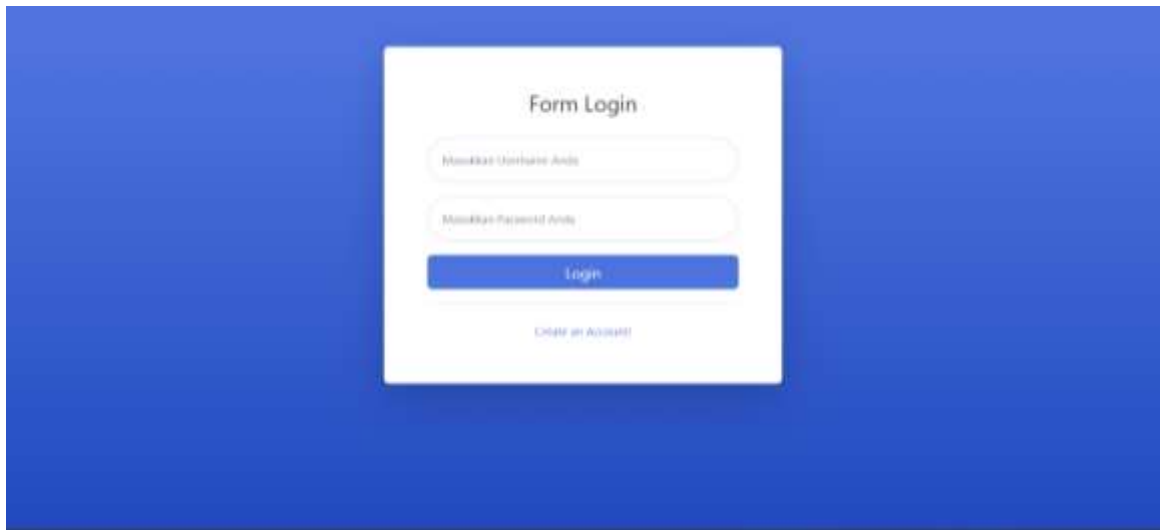 Form Login
Masukkan Username Anda
Masukkan Password Anda
Login
Create an Account!